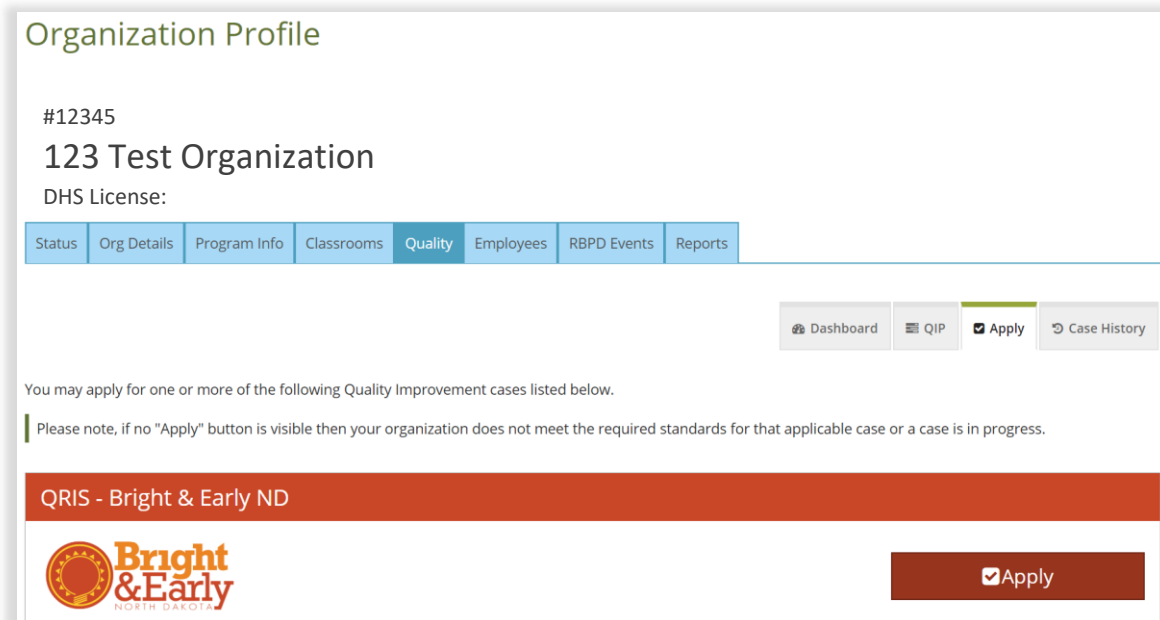 Organization Profile
#12345
123 Test Organization
DHS License:
Status Org Details Program Info Classrooms Quality Employees RBPD Events Reports
Dashboard QIP Apply Case History
You may apply for one or more of the following Quality Improvement cases listed below.
Please note, if no "Apply" button is visible then your organization does not meet the required standards for that applicable case or a case is in progress.
QRIS - Bright & Early ND
Bright
&Early
NORTH DAKOTA
Apply